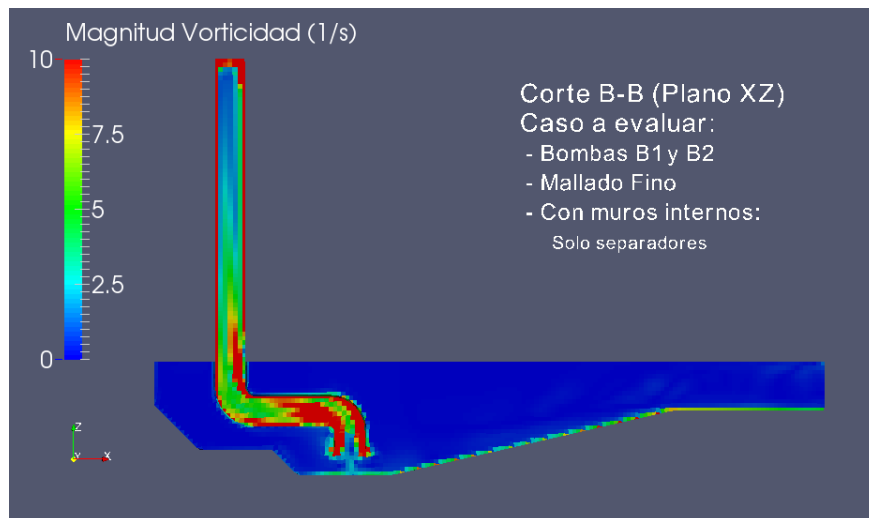 Magnitud Vorticidad (1/s)
10
7.5
5
2.5
0
Corte B-B (Plano XZ)
Caso a evaluar:
- Bombas B1 y B2
- Mallado Fino
- Con muros internos:
Solo separadores
Z
Y
X